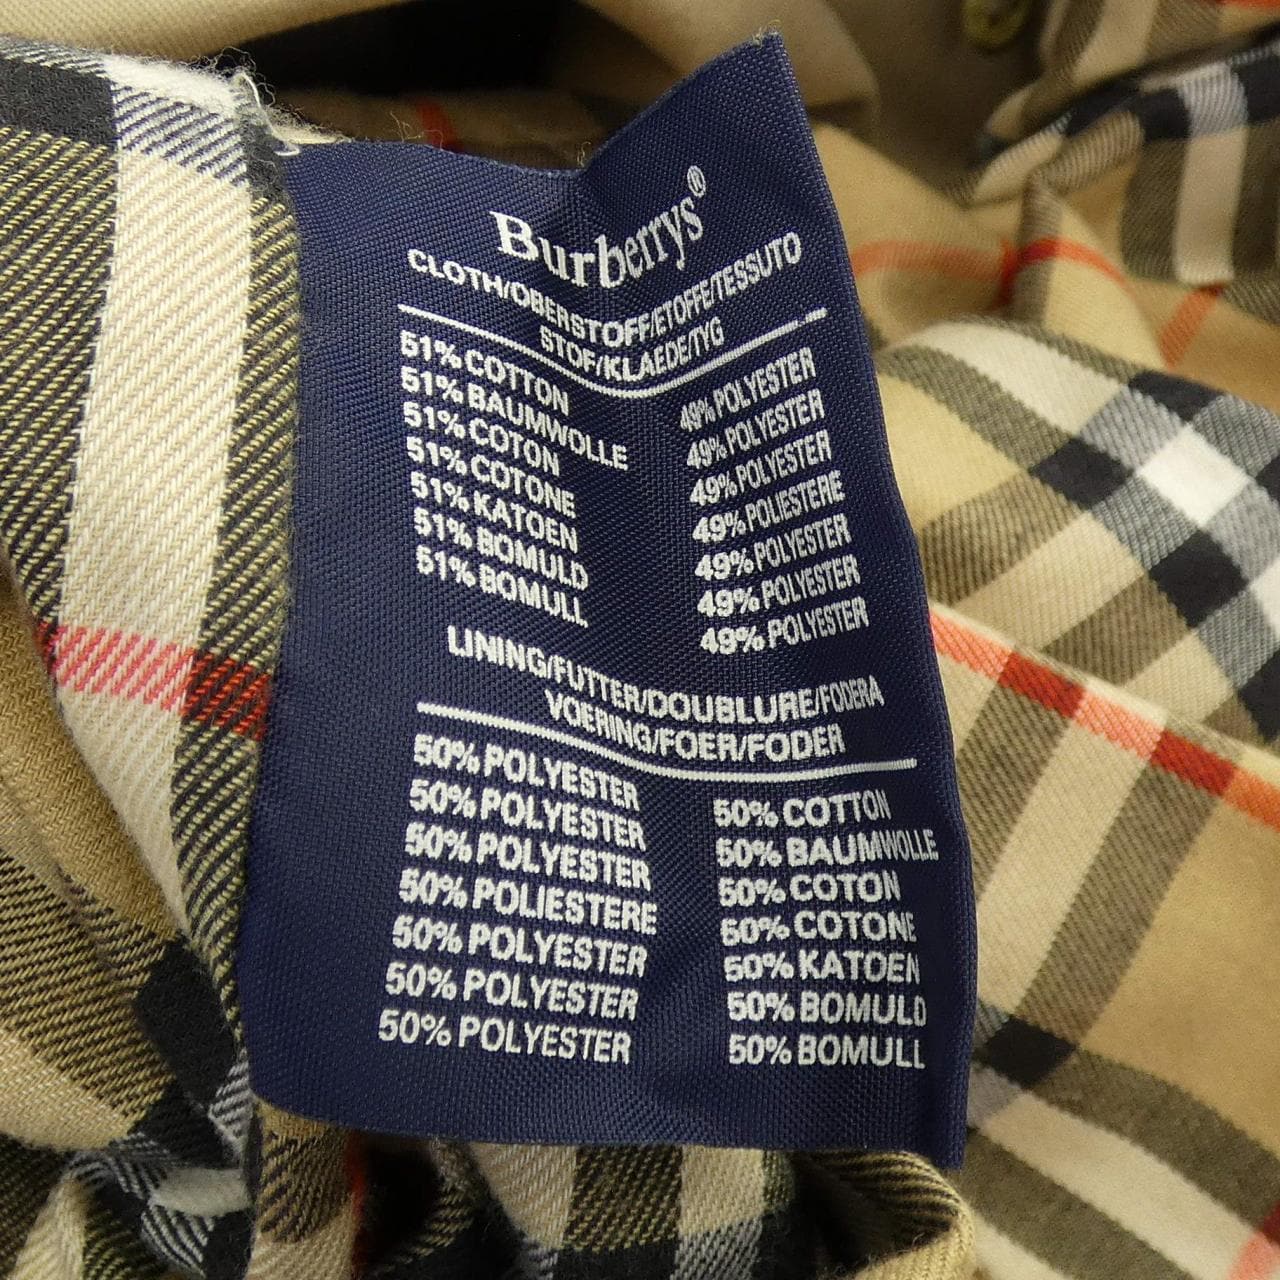 Burberrys®
CLOTH/OBERSTOFF/ETOFFE/TESSUTO
STOF/KLAEDE/TYG
51% COTTON 49% POLYESTER
51% BAUMWOLLE 49% POLYESTER
51% COTON 49% POLYESTER
51% COTONE 49% POLIESTERE
51% KATOEN 49% POLYESTER
51% BOMULD 49% POLYESTER
51% BOMULL 49% POLYESTER
LINING/FUTTER/DOUBLURE/FODERA
VOERING/FOER/FODER
50% POLYESTER 50% COTTON
50% POLYESTER 50% BAUMWOLLE
50% POLYESTER 50% COTON
50% POLIESTERE 50% COTONE
50% POLYESTER 50% KATOEN
50% POLYESTER 50% BOMULD
50% POLYESTER 50% BOMULL